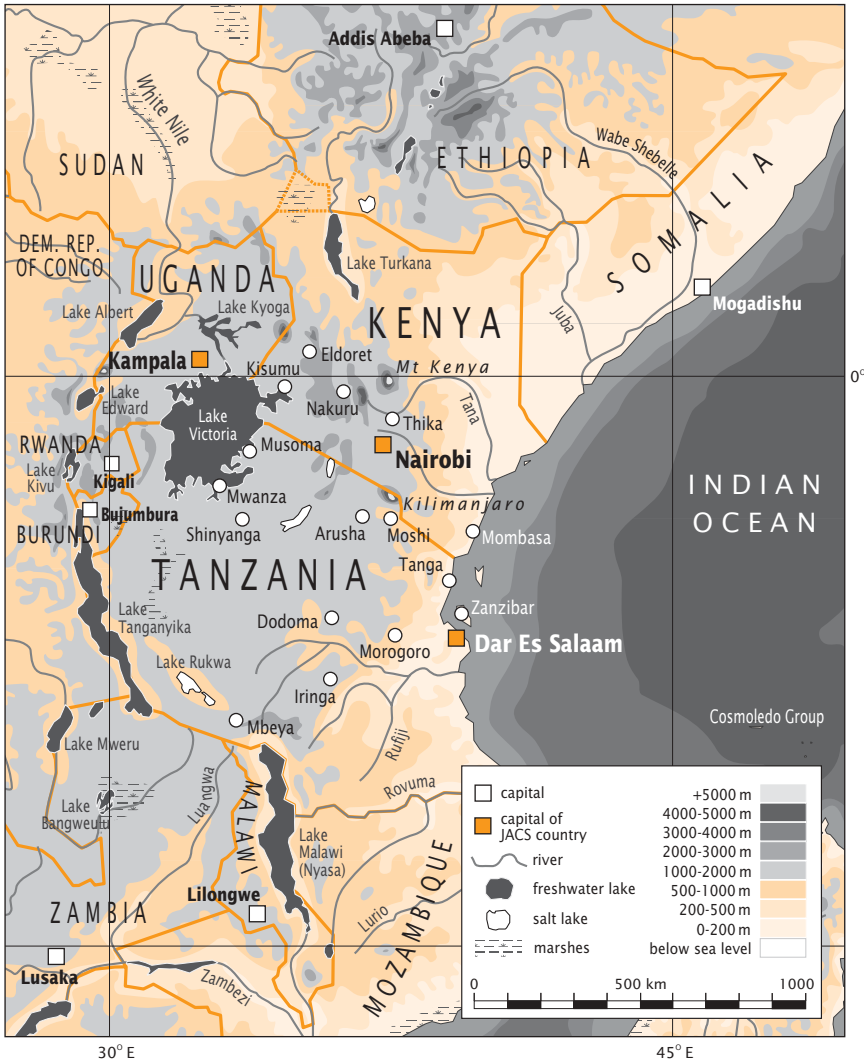 Addis Abeba
White Nile
SUDAN
ETHIOPIA
Wabe Shebelle
SOMALIA
DEM. REP.
OF CONGO
UGANDA
Lake Turkana
Lake Albert
Lake Kyoga
KENYA
Juba
Mogadishu
Kampala
Eldoret
Kisumu
Mt Kenya
0°
Lake
Edward
Lake
Victoria
Nakuru
Tana
Thika
RWANDA
Musoma
Nairobi
Lake
Kivu
Kigali
Mwanza
Kilimanjaro
INDIAN
OCEAN
Bujumbura
BURUNDI
Shinyanga
Arusha
Moshi
Mombasa
TANZANIA
Tanga
Lake
Tanganyika
Dodoma
Zanzibar
Morogoro
Dar Es Salaam
Lake Rukwa
Iringa
Mbeya
Cosmoledo Group
Lake Mweru
Rufiji
Rovuma
Lake
Bangweulu
Luangwa
MALAWI
Lake
Malawi
(Nyasa)
MOZAMBIQUE
Lilongwe
ZAMBIA
Lurio
Lusaka
Zambezi
capital
capital of
JACS country
river
freshwater lake
salt lake
marshes
+5000 m
4000-5000 m
3000-4000 m
2000-3000 m
1000-2000 m
500-1000 m
200-500 m
0-200 m
below sea level
0 500 km 1000
30° E
45° E